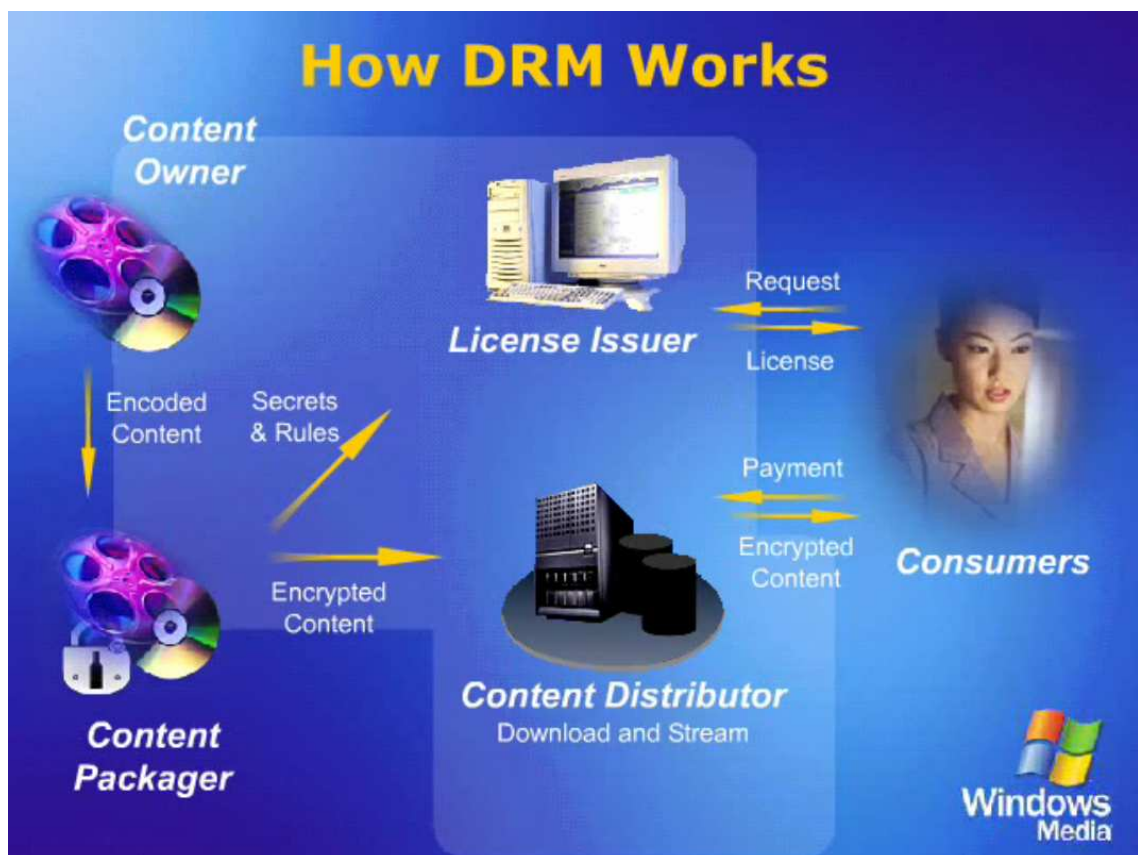 How DRM Works
Content
Owner
License Issuer
Request
License
Encoded
Content
Secrets
& Rules
Payment
Encrypted
Content
Consumers
Encrypted
Content
Content Distributor
Download and Stream
Content
Packager
Windows
Media